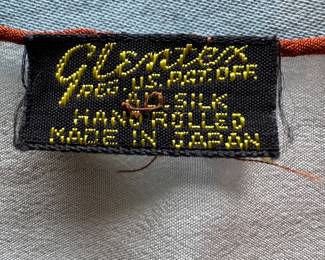 Glentex
REG. U.S. PAT. OFF.
SILK
HAND ROLLED
MADE IN JAPAN